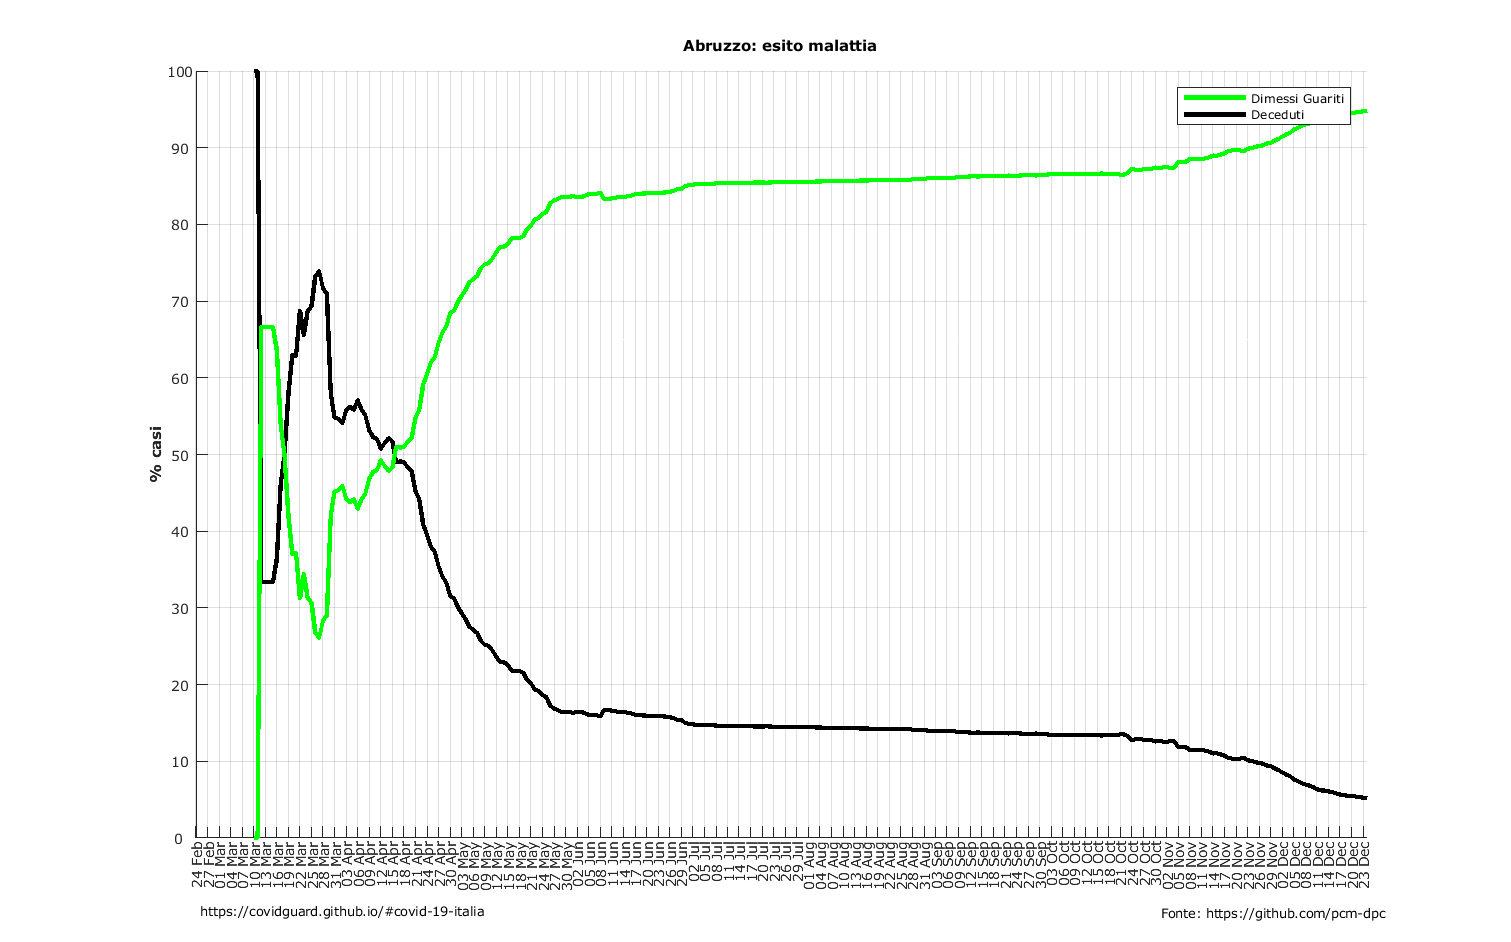 Abruzzo: esito malattia
100
90
80
70
60
50
40
30
20
10
0
% casi
Dimessi Guariti
Deceduti
24 Feb
27 Feb
01 Mar
04 Mar
07 Mar
10 Mar
13 Mar
16 Mar
19 Mar
22 Mar
25 Mar
28 Mar
31 Mar
03 Apr
06 Apr
09 Apr
12 Apr
15 Apr
18 Apr
21 Apr
24 Apr
27 Apr
30 Apr
03 May
06 May
09 May
12 May
15 May
18 May
21 May
24 May
27 May
30 May
02 Jun
05 Jun
08 Jun
11 Jun
14 Jun
17 Jun
20 Jun
23 Jun
26 Jun
29 Jun
02 Jul
05 Jul
08 Jul
11 Jul
14 Jul
17 Jul
20 Jul
23 Jul
26 Jul
29 Jul
01 Aug
04 Aug
07 Aug
10 Aug
13 Aug
16 Aug
19 Aug
22 Aug
25 Aug
28 Aug
31 Aug
03 Sep
06 Sep
09 Sep
12 Sep
15 Sep
18 Sep
21 Sep
24 Sep
27 Sep
30 Sep
03 Oct
06 Oct
09 Oct
12 Oct
15 Oct
18 Oct
21 Oct
24 Oct
27 Oct
30 Oct
02 Nov
05 Nov
08 Nov
11 Nov
14 Nov
17 Nov
20 Nov
23 Nov
26 Nov
29 Nov
02 Dec
05 Dec
08 Dec
11 Dec
14 Dec
17 Dec
20 Dec
23 Dec
https://covidguard.github.io/#covid-19-italia
Fonte: https://github.com/pcm-dpc